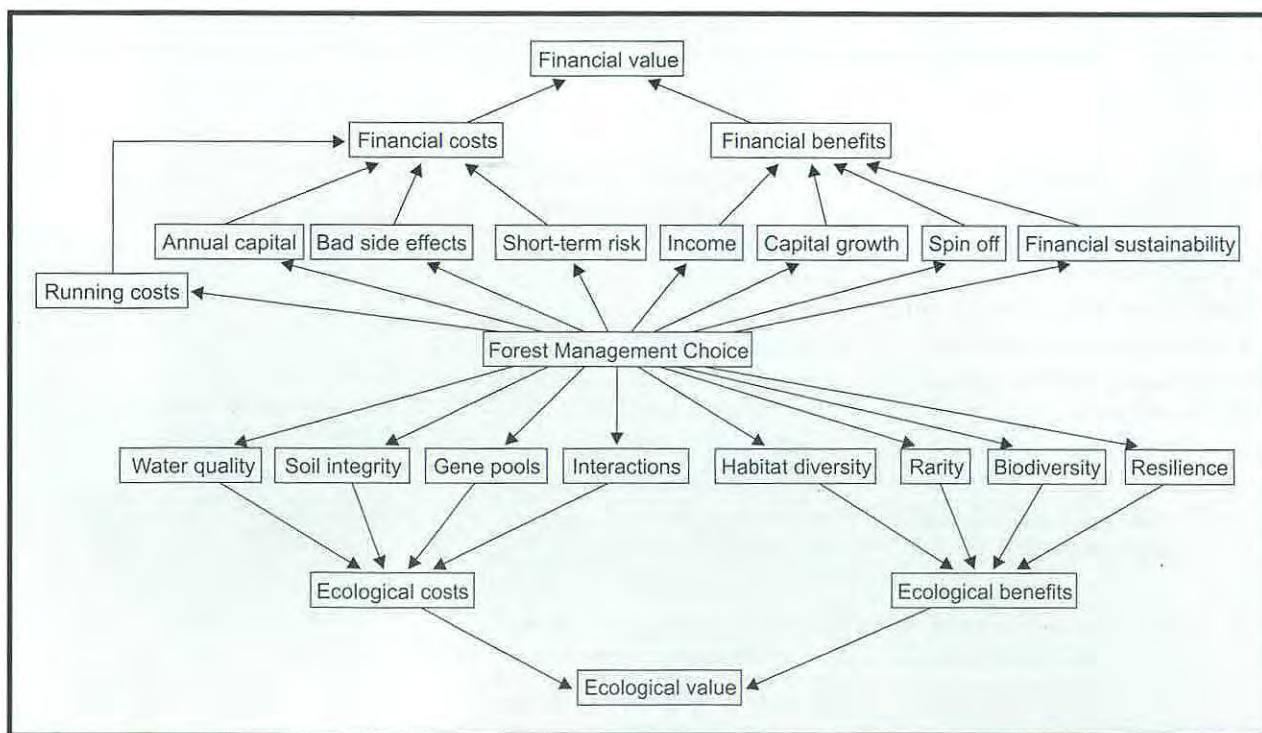 Financial value
Financial costs
Financial benefits
Annual capital
Bad side effects
Short-term risk
Income
Capital growth
Spin off
Financial sustainability
Running costs
Forest Management Choice
Water quality
Soil integrity
Gene pools
Interactions
Habitat diversity
Rarity
Biodiversity
Resilience
Ecological costs
Ecological benefits
Ecological value